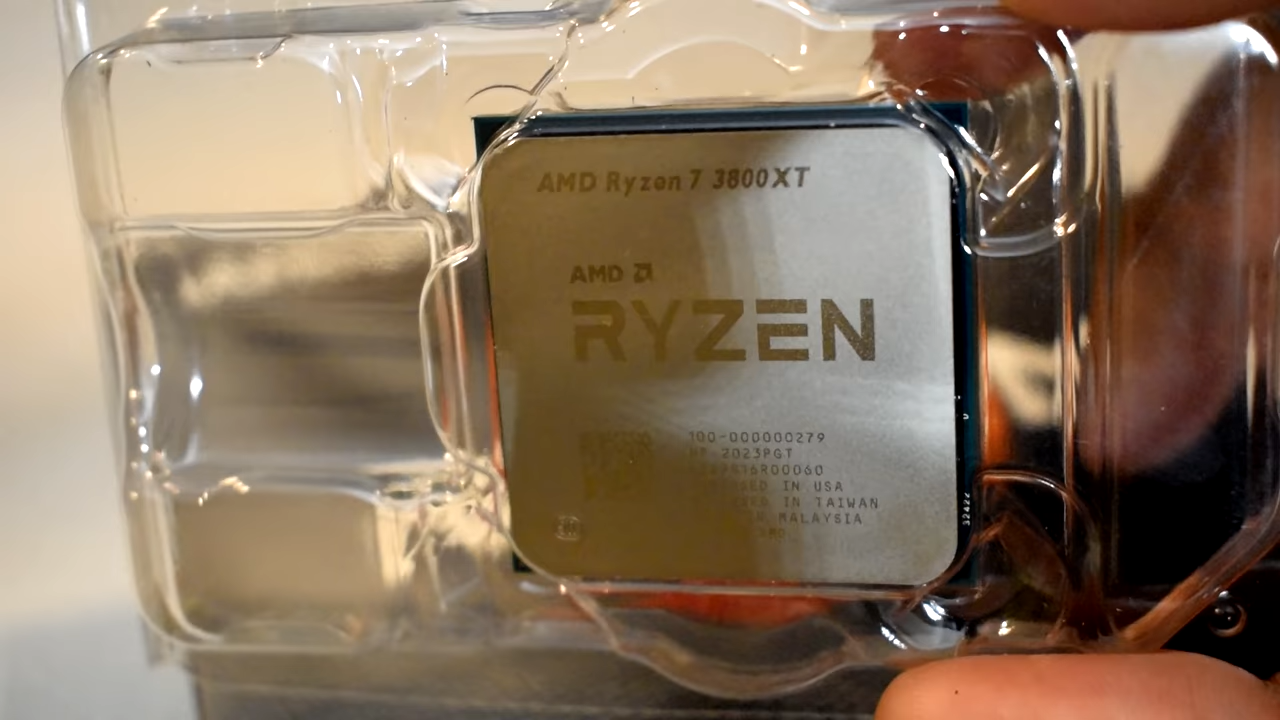 AMD Ryzen 7 3800XT
AMD
RYZEN
100-000000279
2023PGT
IN USA
IN TAIWAN
MALAYSIA